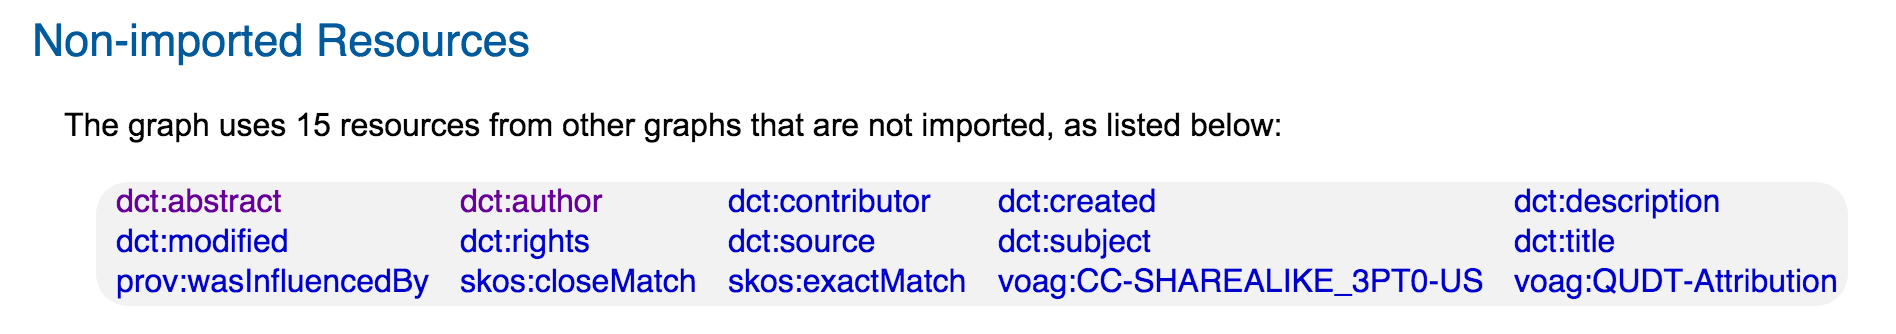 Non-imported Resources
The graph uses 15 resources from other graphs that are not imported, as listed below:
dct:abstract dct:author dct:contributor dct:created dct:description
dct:modified dct:rights dct:source dct:subject dct:title
prov:wasInfluencedBy skos:closeMatch skos:exactMatch voag:CC-SHAREALIKE_3PT0-US voag:QUDT-Attribution